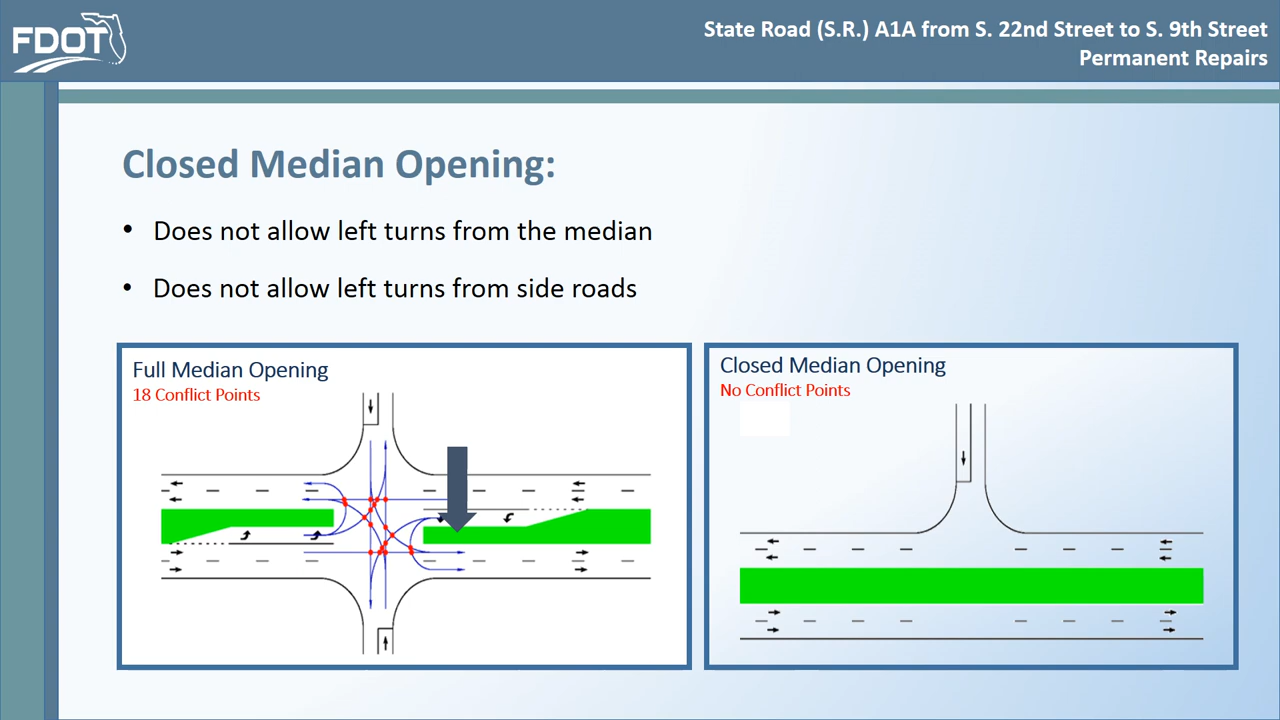 FDOT
State Road (S.R.) A1A from S. 22nd Street to S. 9th Street
Permanent Repairs
Closed Median Opening:
• Does not allow left turns from the median
• Does not allow left turns from side roads
Full Median Opening
18 Conflict Points
Closed Median Opening
No Conflict Points